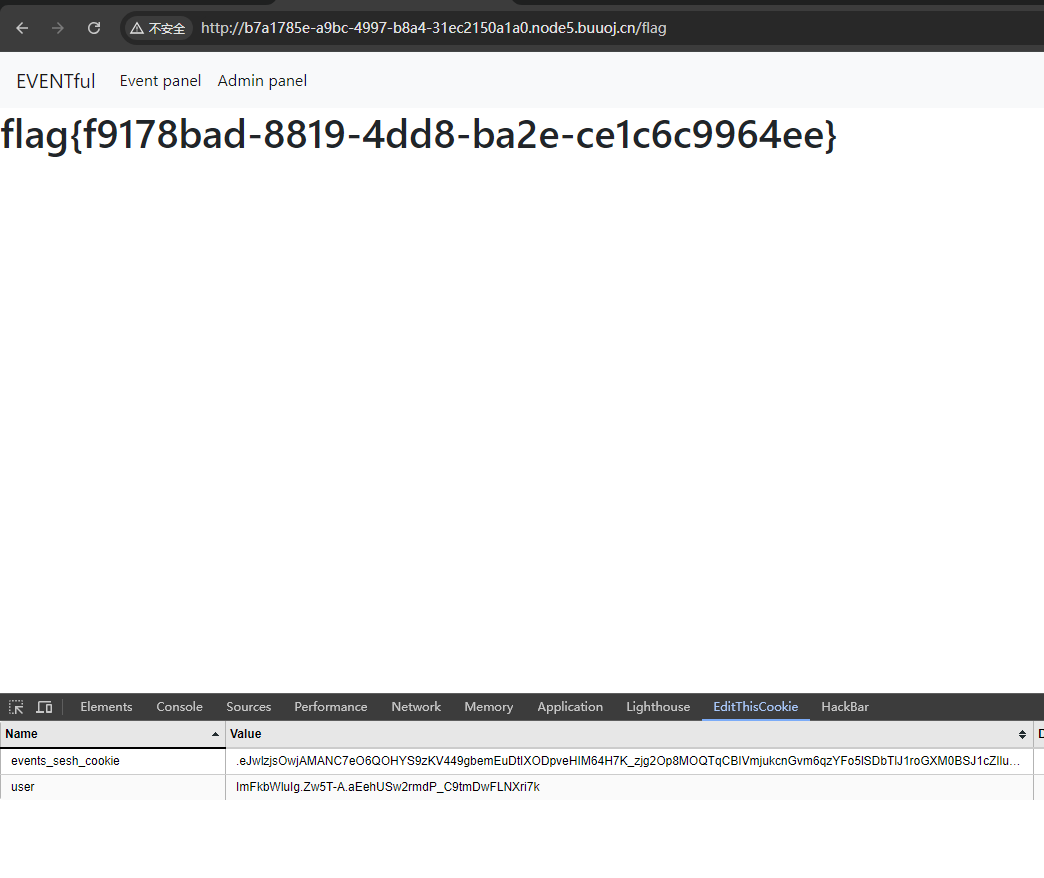 不安全 http://b7a1785e-a9bc-4997-b8a4-31ec2150a1a0.node5.buuoj.cn/flag
EVENTful Event panel Admin panel
flag{f9178bad-8819-4dd8-ba2e-ce1c6c9964ee}
Elements Console Sources Performance Network Memory Application Lighthouse EditThisCookie HackBar
Name Value D
events_sesh_cookie
user ImFkbWluIg.Zw5T-A.aEehUSw2rmdP_C9tmDwFLNXri7k